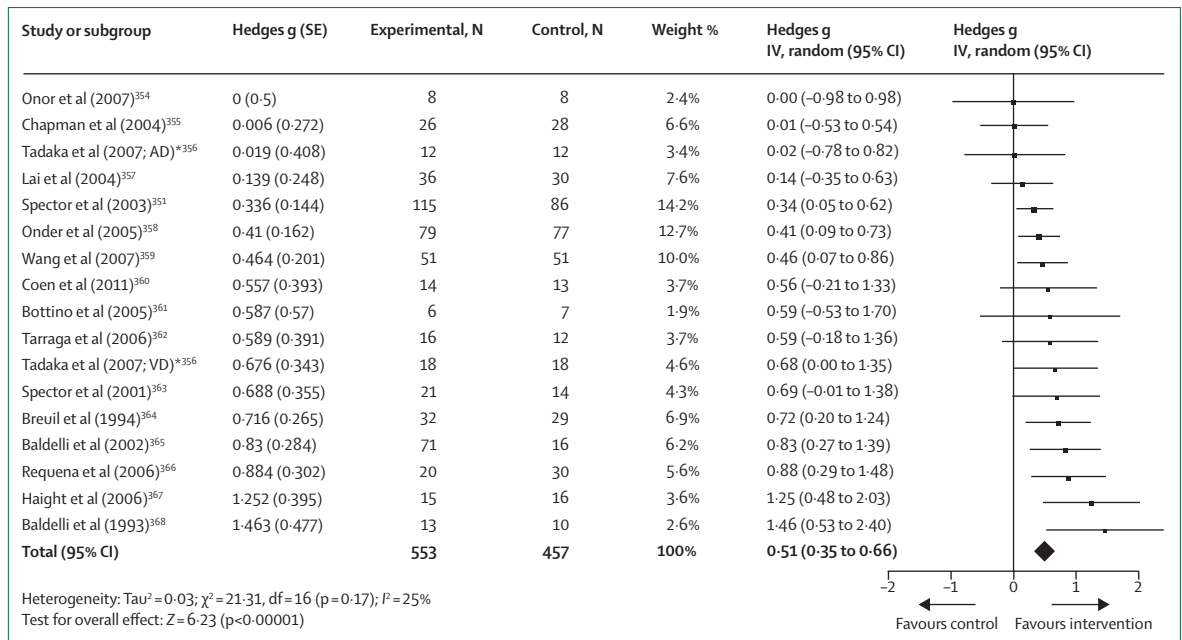 Study or subgroup Hedges g (SE) Experimental, N Control, N Weight % Hedges g Hedges g
IV, random (95% CI) IV, random (95% CI)
Onor et al (2007)³⁵⁴ 0 (0·5) 8 8 2·4% 0·00 (–0·98 to 0·98)
Chapman et al (2004)³⁵⁵ 0·006 (0·272) 26 28 6·6% 0·01 (–0·53 to 0·54)
Tadaka et al (2007; AD)*³⁵⁶ 0·019 (0·408) 12 12 3·4% 0·02 (–0·78 to 0·82)
Lai et al (2004)³⁵⁷ 0·139 (0·248) 36 30 7·6% 0·14 (–0·35 to 0·63)
Spector et al (2003)³⁵¹ 0·336 (0·144) 115 86 14·2% 0·34 (0·05 to 0·62)
Onder et al (2005)³⁵⁸ 0·41 (0·162) 79 77 12·7% 0·41 (0·09 to 0·73)
Wang et al (2007)³⁵⁹ 0·464 (0·201) 51 51 10·0% 0·46 (0·07 to 0·86)
Coen et al (2011)³⁶⁰ 0·557 (0·393) 14 13 3·7% 0·56 (–0·21 to 1·33)
Bottino et al (2005)³⁶¹ 0·587 (0·57) 6 7 1·9% 0·59 (–0·53 to 1·70)
Tarraga et al (2006)³⁶² 0·589 (0·391) 16 12 3·7% 0·59 (–0·18 to 1·36)
Tadaka et al (2007; VD)*³⁵⁶ 0·676 (0·343) 18 18 4·6% 0·68 (0·00 to 1·35)
Spector et al (2001)³⁶³ 0·688 (0·355) 21 14 4·3% 0·69 (–0·01 to 1·38)
Breuil et al (1994)³⁶⁴ 0·716 (0·265) 32 29 6·9% 0·72 (0·20 to 1·24)
Baldelli et al (2002)³⁶⁵ 0·83 (0·284) 71 16 6·2% 0·83 (0·27 to 1·39)
Requena et al (2006)³⁶⁶ 0·884 (0·302) 20 30 5·6% 0·88 (0·29 to 1·48)
Haight et al (2006)³⁶⁷ 1·252 (0·395) 15 16 3·6% 1·25 (0·48 to 2·03)
Baldelli et al (1993)³⁶⁸ 1·463 (0·477) 13 10 2·6% 1·46 (0·53 to 2·40)
Total (95% CI) 553 457 100% 0·51 (0·35 to 0·66)
–2 –1 0 1 2
Heterogeneity: Tau²=0·03; χ²=21·31, df=16 (p=0·17); I²=25%
Test for overall effect: Z=6·23 (p<0·00001)
Favours control Favours intervention